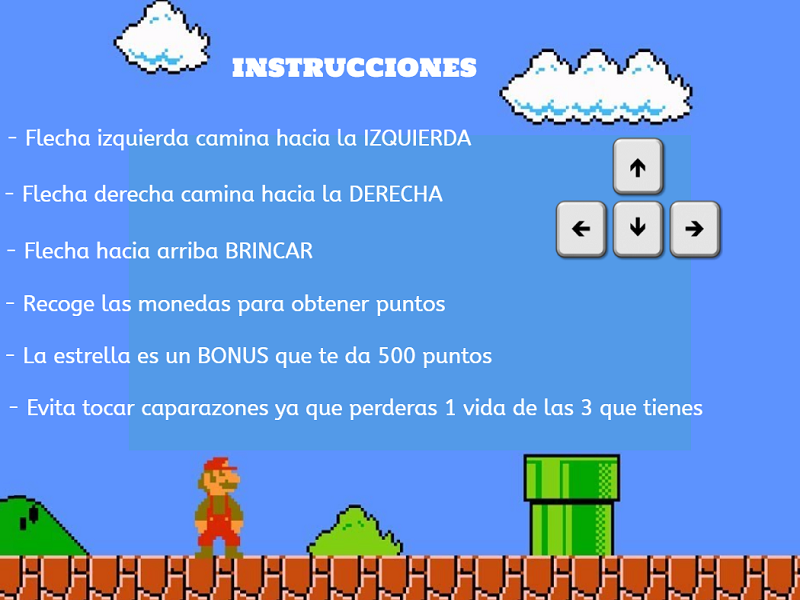 INSTRUCCIONES
- Flecha izquierda camina hacia la IZQUIERDA
- Flecha derecha camina hacia la DERECHA
- Flecha hacia arriba BRINCAR
- Recoge las monedas para obtener puntos
- La estrella es un BONUS que te da 500 puntos
- Evita tocar caparazones ya que perderas 1 vida de las 3 que tienes